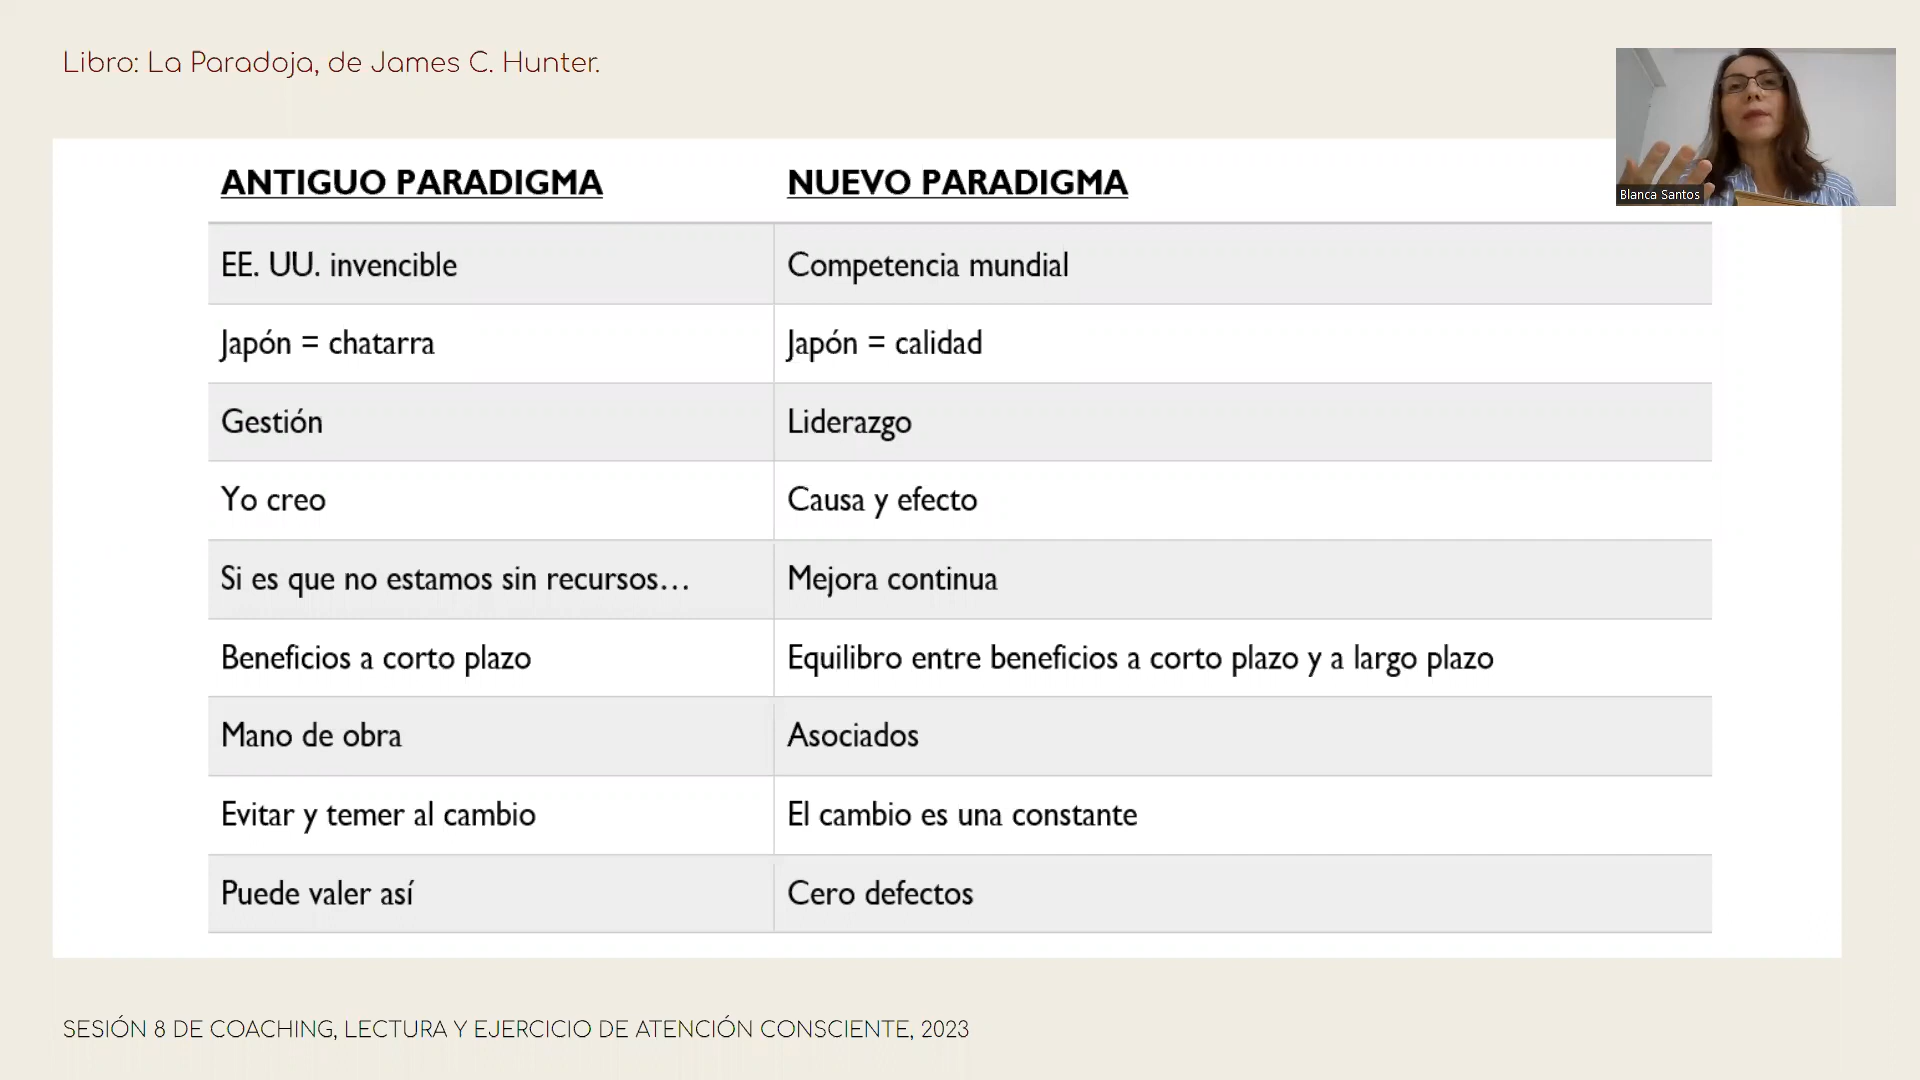 Libro: La Paradoja, de James C. Hunter.
Blanca Santos
ANTIGUO PARADIGMA NUEVO PARADIGMA
EE. UU. invencible Competencia mundial
Japón = chatarra Japón = calidad
Gestión Liderazgo
Yo creo Causa y efecto
Si es que no estamos sin recursos... Mejora continua
Beneficios a corto plazo Equilibro entre beneficios a corto plazo y a largo plazo
Mano de obra Asociados
Evitar y temer al cambio El cambio es una constante
Puede valer así Cero defectos
SESIÓN 8 DE COACHING, LECTURA Y EJERCICIO DE ATENCIÓN CONSCIENTE, 2023